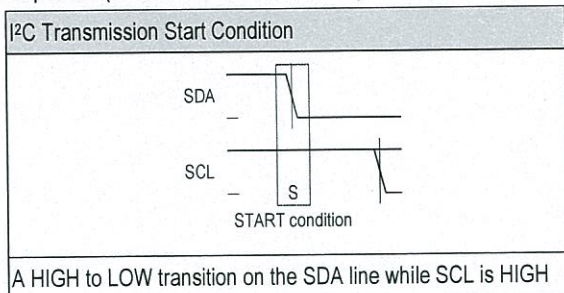 I²C Transmission Start Condition
SDA
SCL
S
START condition
A HIGH to LOW transition on the SDA line while SCL is HIGH